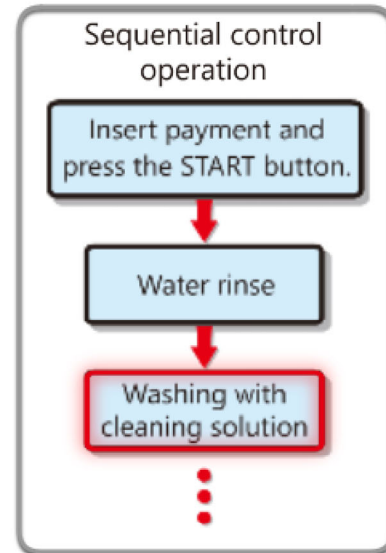 Sequential control
operation
Insert payment and
press the START button.
Water rinse
Washing with
cleaning solution